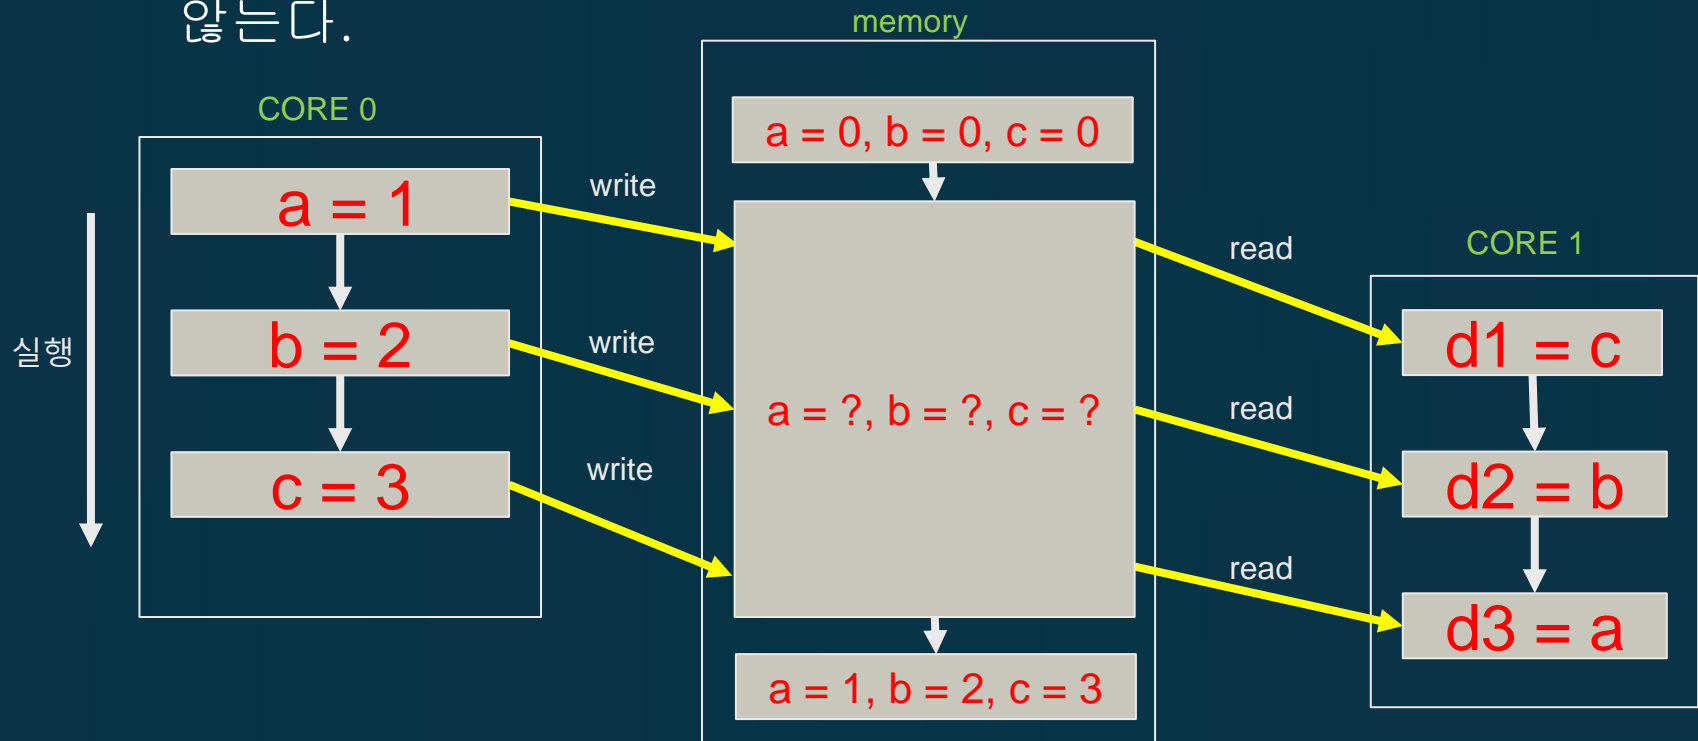 않는다.
memory
CORE 0
a = 0, b = 0, c = 0
a = 1
write
read
CORE 1
실행
b = 2
write
d1 = c
a = ?, b = ?, c = ?
read
c = 3
write
d2 = b
read
d3 = a
a = 1, b = 2, c = 3